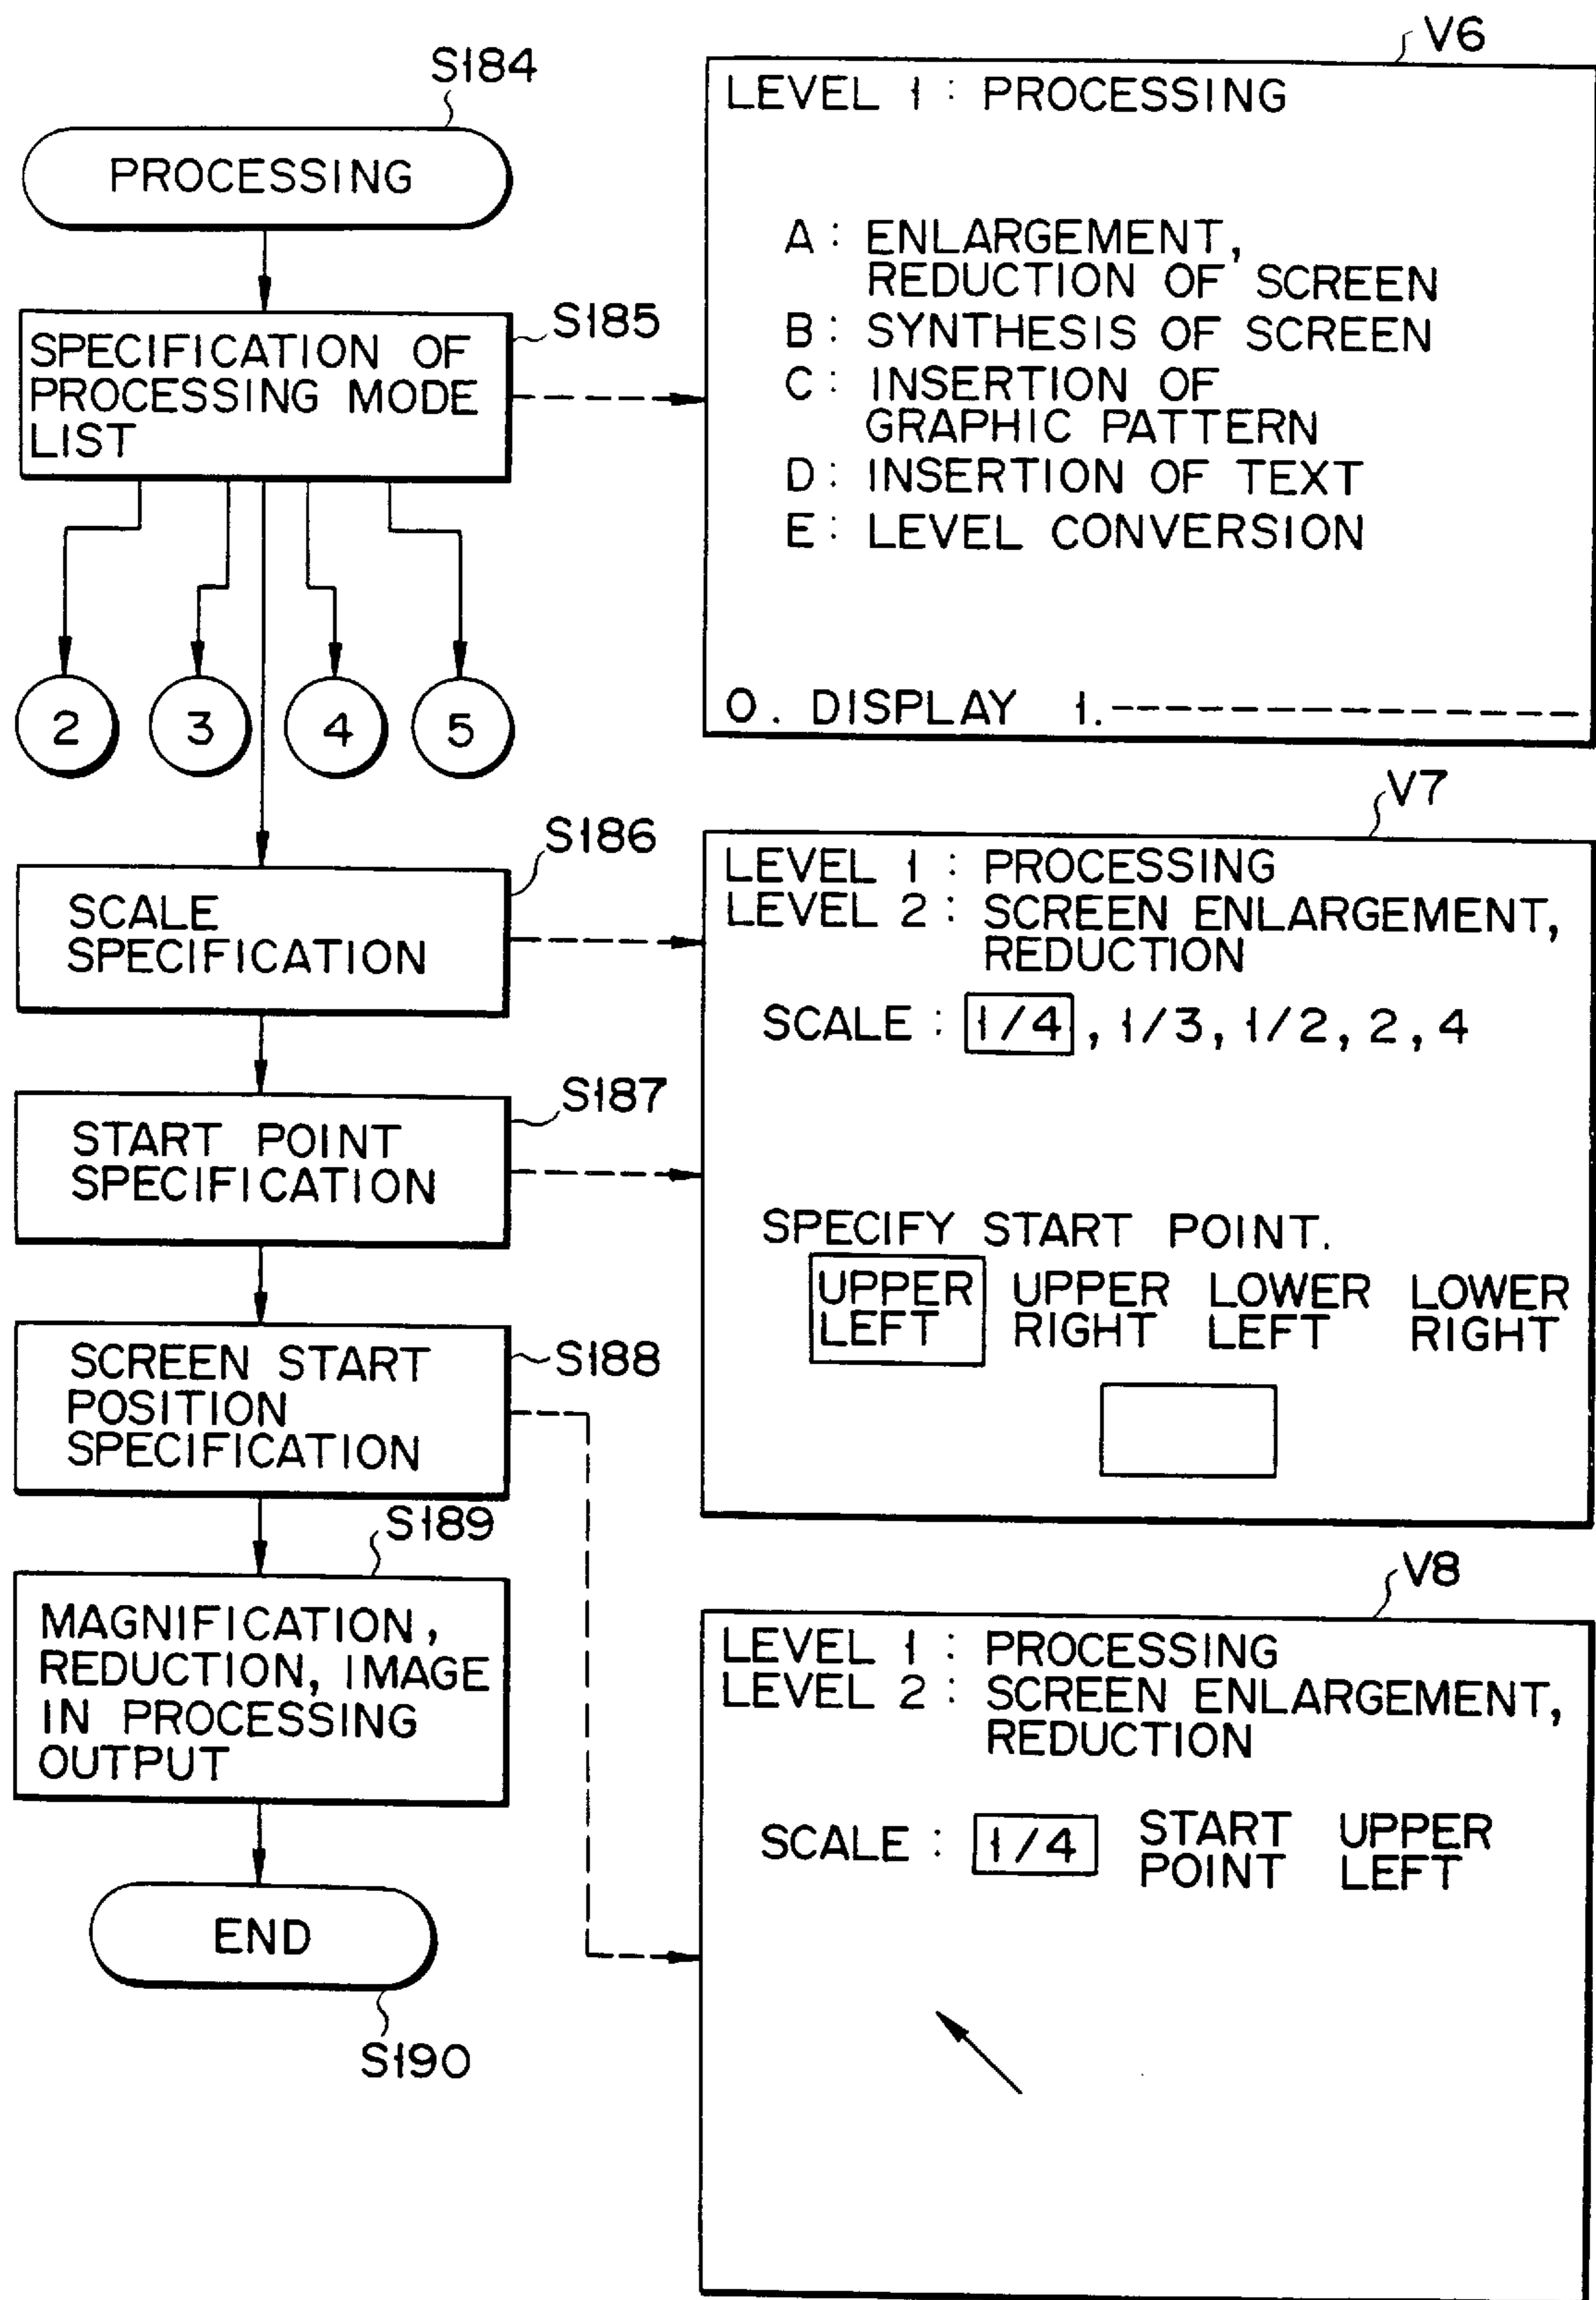 S184
PROCESSING
S185
SPECIFICATION OF
PROCESSING MODE
LIST
2 3 4 5
S186
SCALE
SPECIFICATION
S187
START POINT
SPECIFICATION
S188
SCREEN START
POSITION
SPECIFICATION
S189
MAGNIFICATION,
REDUCTION, IMAGE
IN PROCESSING
OUTPUT
END
S190
V6
LEVEL 1 : PROCESSING
A : ENLARGEMENT,
REDUCTION OF SCREEN
B : SYNTHESIS OF SCREEN
C : INSERTION OF
GRAPHIC PATTERN
D : INSERTION OF TEXT
E : LEVEL CONVERSION
0. DISPLAY 1.--------------
V7
LEVEL 1 : PROCESSING
LEVEL 2 : SCREEN ENLARGEMENT,
REDUCTION
SCALE : 1/4, 1/3, 1/2, 2, 4
SPECIFY START POINT.
UPPER UPPER LOWER LOWER
LEFT RIGHT LEFT RIGHT
V8
LEVEL 1 : PROCESSING
LEVEL 2 : SCREEN ENLARGEMENT,
REDUCTION
SCALE : 1/4 START UPPER
POINT LEFT